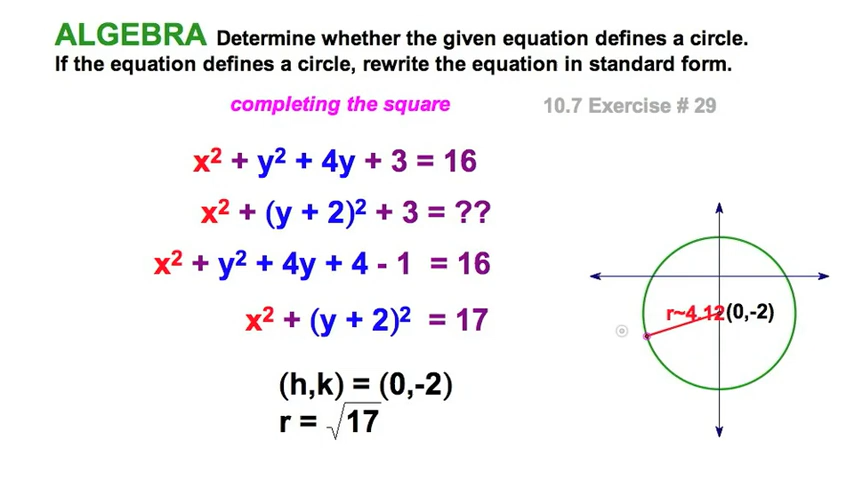 ALGEBRA Determine whether the given equation defines a circle.
If the equation defines a circle, rewrite the equation in standard form.
completing the square
10.7 Exercise # 29
x² + y² + 4y + 3 = 16
x² + (y + 2)² + 3 = ??
x² + y² + 4y + 4 - 1 = 16
x² + (y + 2)² = 17
r~4.12(0,-2)
(h,k) = (0,-2)
r = √17